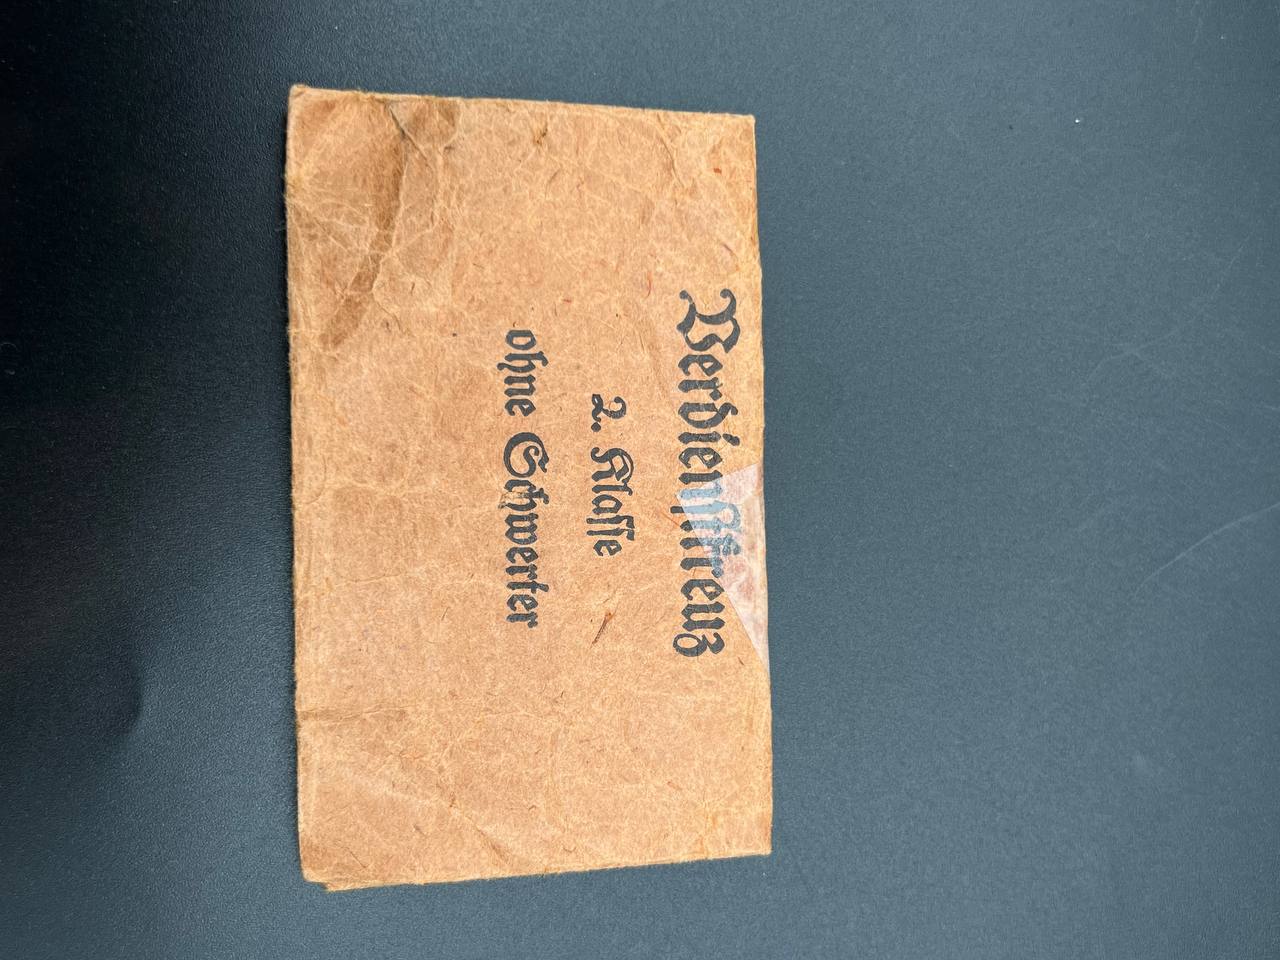 Verdienstkreuz
2. Klasse
ohne Schwerter